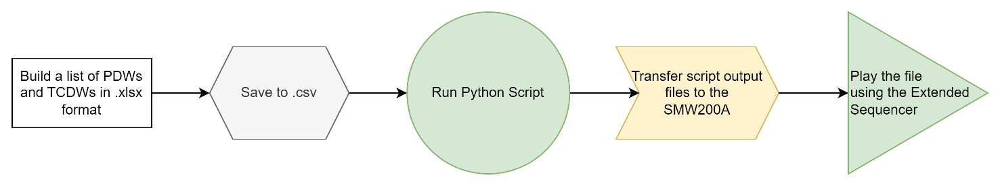 Build a list of PDWs
and TCDWs in .xlsx
format
Save to .csv
Run Python Script
Transfer script output
files to the
SMW200A
Play the file
using the Extended
Sequencer